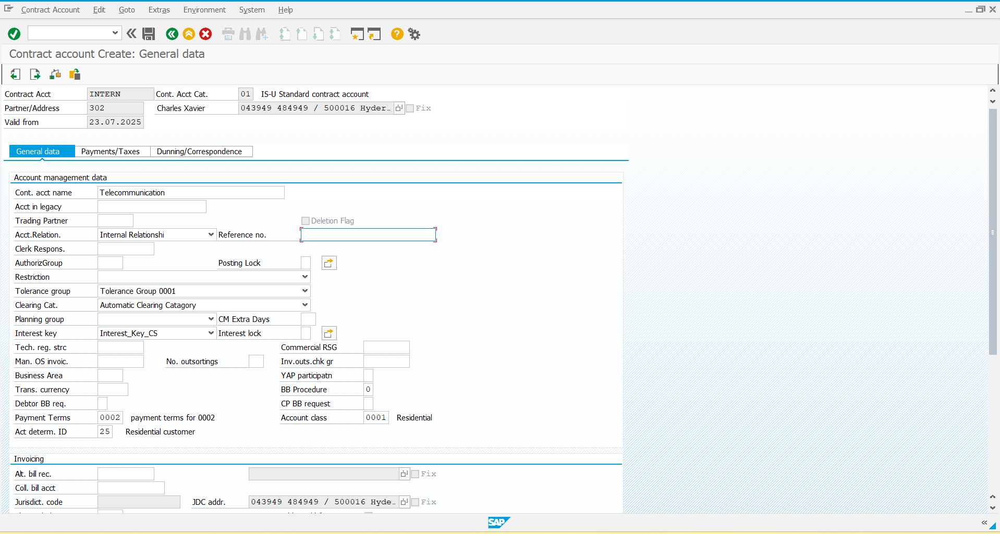 Contract Account Edit Goto Extras Environment System Help
Contract account Create: General data
Contract Acct INTERN Cont. Acct Cat. 01 IS-U Standard contract account
Partner/Address 302 Charles Xavier 043949 484949 / 500016 Hyder… Fix
Valid from 23.07.2025
General data Payments/Taxes Dunning/Correspondence
Account management data
Cont. acct name Telecommunication
Acct in legacy
Trading Partner Deletion Flag
Acct.Relation. Internal Relationshi Reference no.
Clerk Respons.
AuthorizGroup Posting Lock
Restriction
Tolerance group Tolerance Group 0001
Clearing Cat. Automatic Clearing Catagory
Planning group CM Extra Days
Interest key Interest_Key_CS Interest lock
Tech. reg. strc Commercial RSG
Man. OS invoic. No. outsortings Inv.outs.chk gr
Business Area YAP participatn
Trans. currency BB Procedure 0
Debtor BB req. CP BB request
Payment Terms 0002 payment terms for 0002 Account class 0001 Residential
Act determ. ID 25 Residential customer
Invoicing
Alt. bill rec. Fix
Coll. bill acct
Jurisdict. code JDC addr. 043949 484949 / 500016 Hyde… Fix
SAP